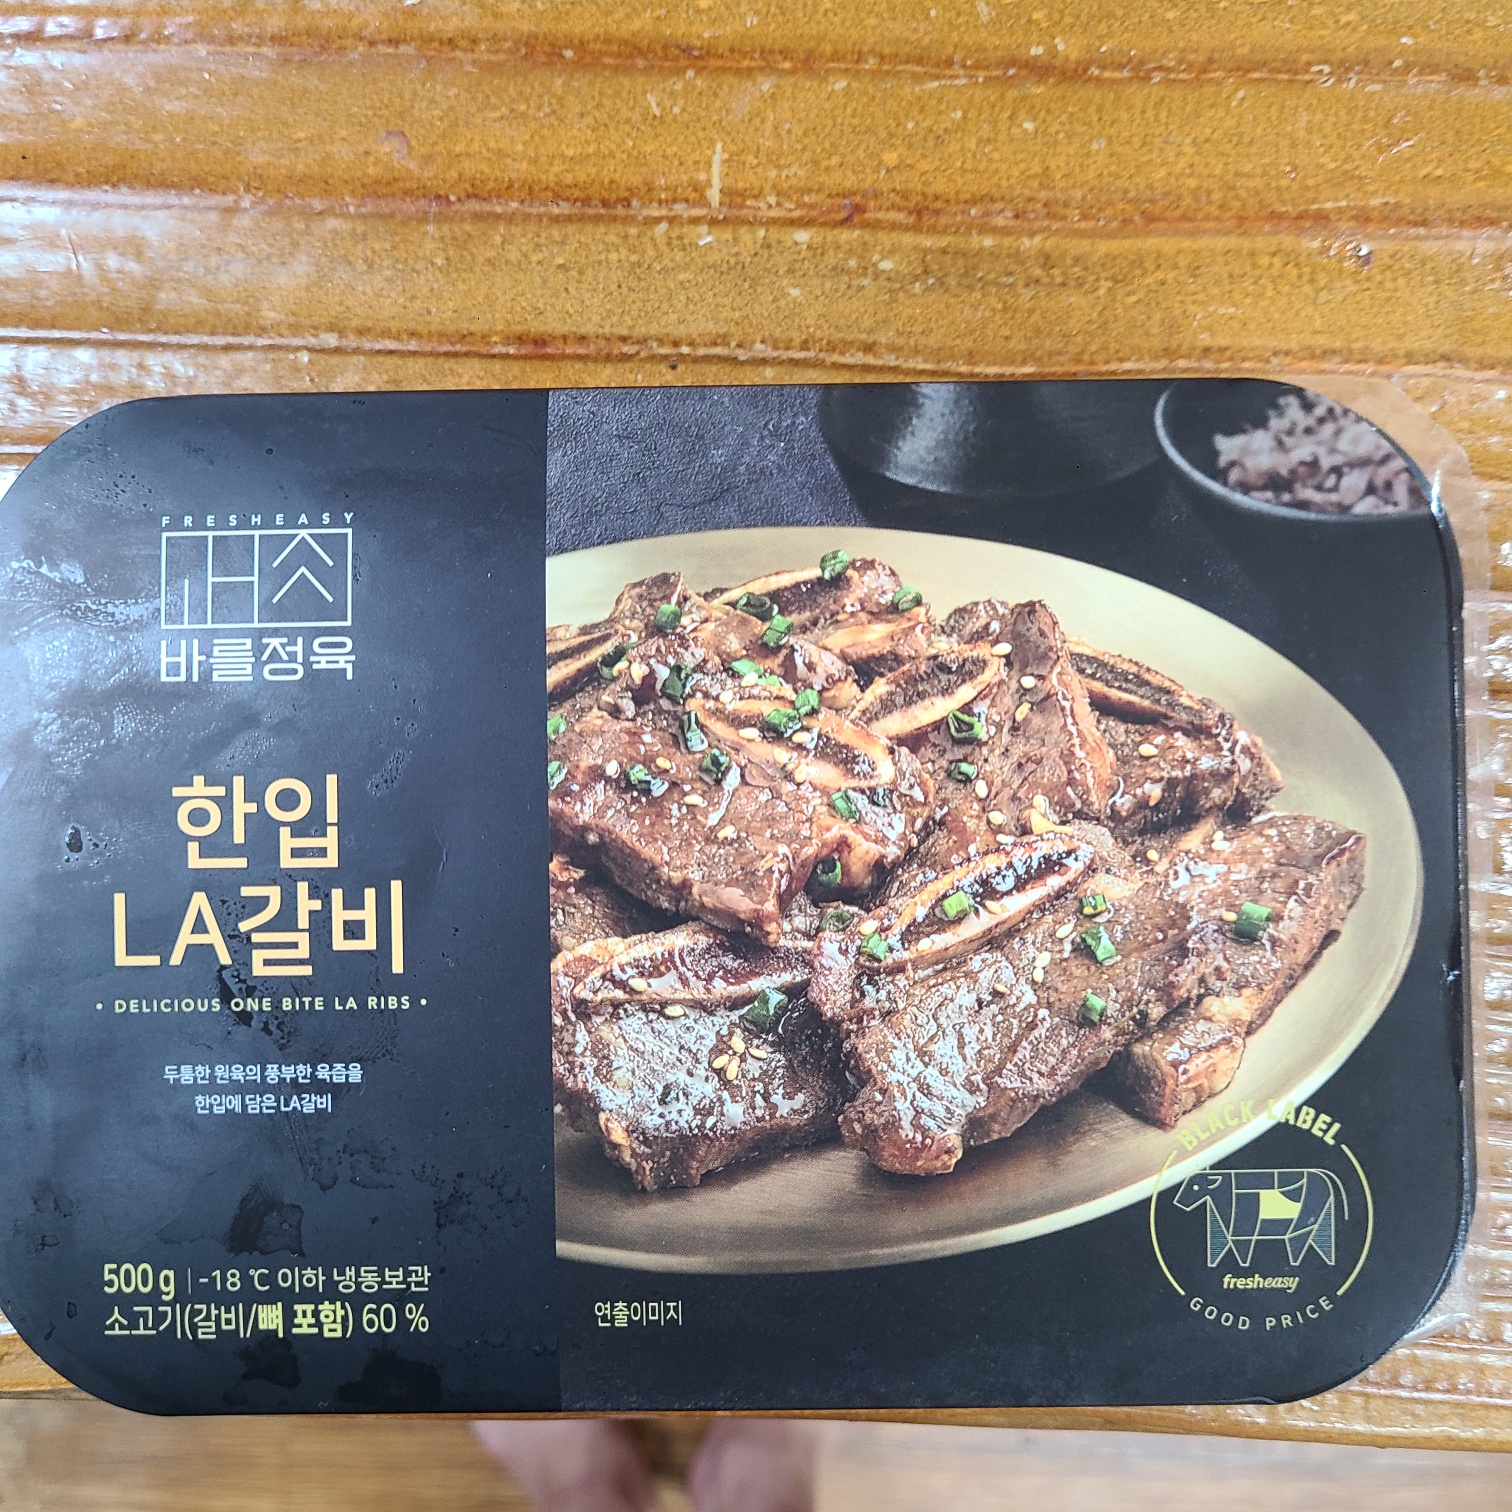 FRESHEASY
바를정육
한입
LA갈비
• DELICIOUS ONE BITE LA RIBS •
두툼한 원육의 풍부한 육즙을
한입에 담은 LA갈비
500 g | -18 ℃ 이하 냉동보관
소고기(갈비/뼈 포함) 60 %
연출이미지
BLACK LABEL
fresheasy
GOOD PRICE